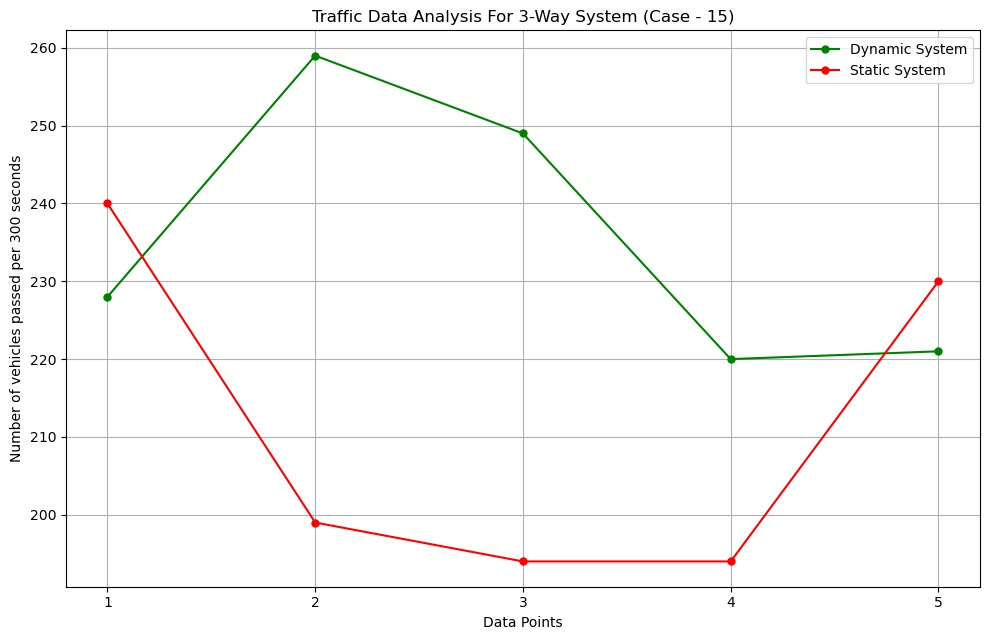 Traffic Data Analysis For 3-Way System (Case - 15)
Dynamic System
Static System
Number of vehicles passed per 300 seconds
260
250
240
230
220
210
200
1 2 3 4 5
Data Points